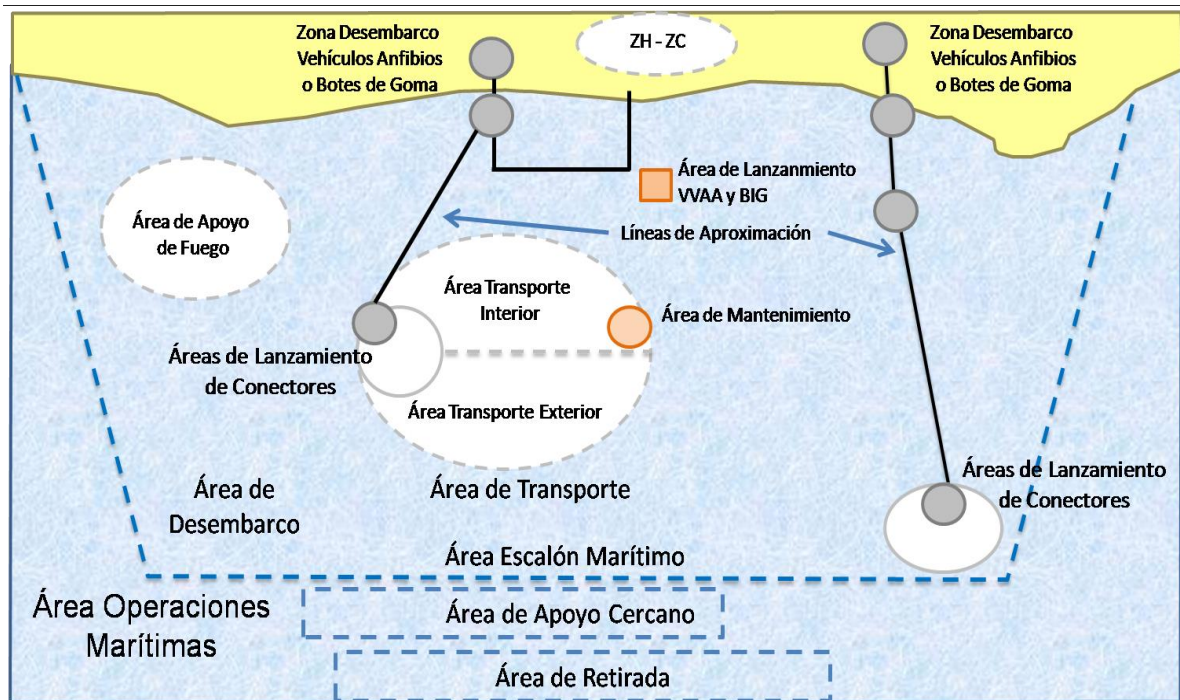 Zona Desembarco
Vehículos Anfibios
o Botes de Goma
ZH - ZC
Zona Desembarco
Vehículos Anfibios
o Botes de Goma
Área de Lanzanmiento
VVAA y BIG
Área de Apoyo
de Fuego
Líneas de Aproximación
Área Transporte
Interior
Área de Mantenimiento
Áreas de Lanzamiento
de Conectores
Área Transporte Exterior
Áreas de Lanzamiento
de Conectores
Área de
Desembarco
Área de Transporte
Área Escalón Marítimo
Área Operaciones
Marítimas
Área de Apoyo Cercano
Área de Retirada